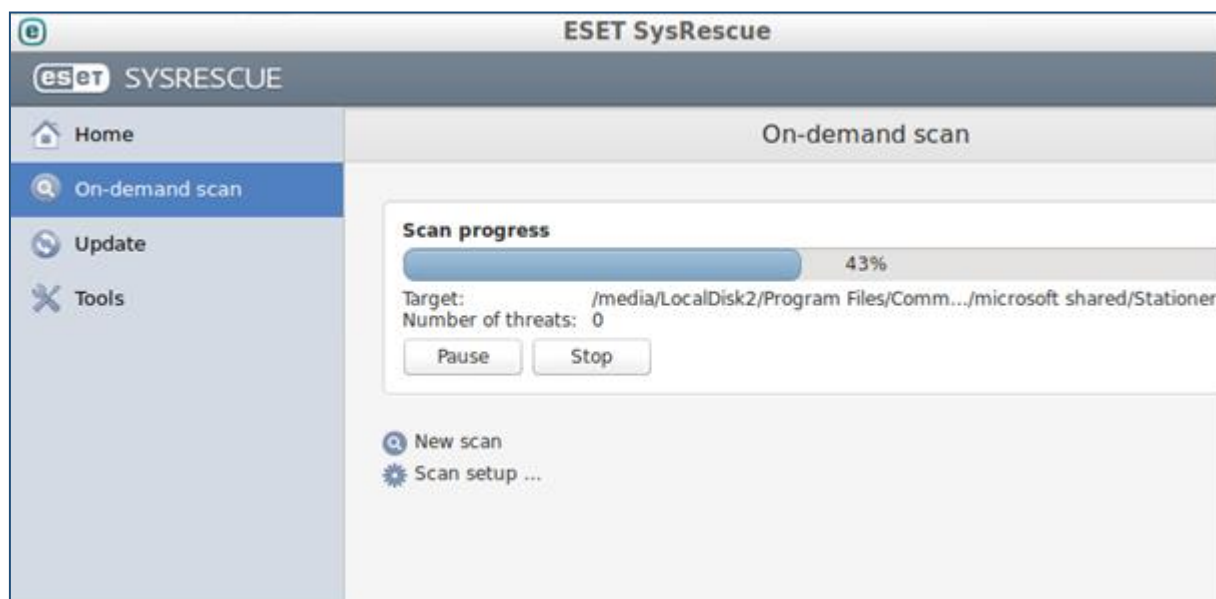 ESET SysRescue
eset SYSRESCUE
Home
On-demand scan
Update
Tools
On-demand scan
Scan progress
43%
Target: /media/LocalDisk2/Program Files/Comm.../microsoft shared/Stationer
Number of threats: 0
Pause Stop
New scan
Scan setup ...